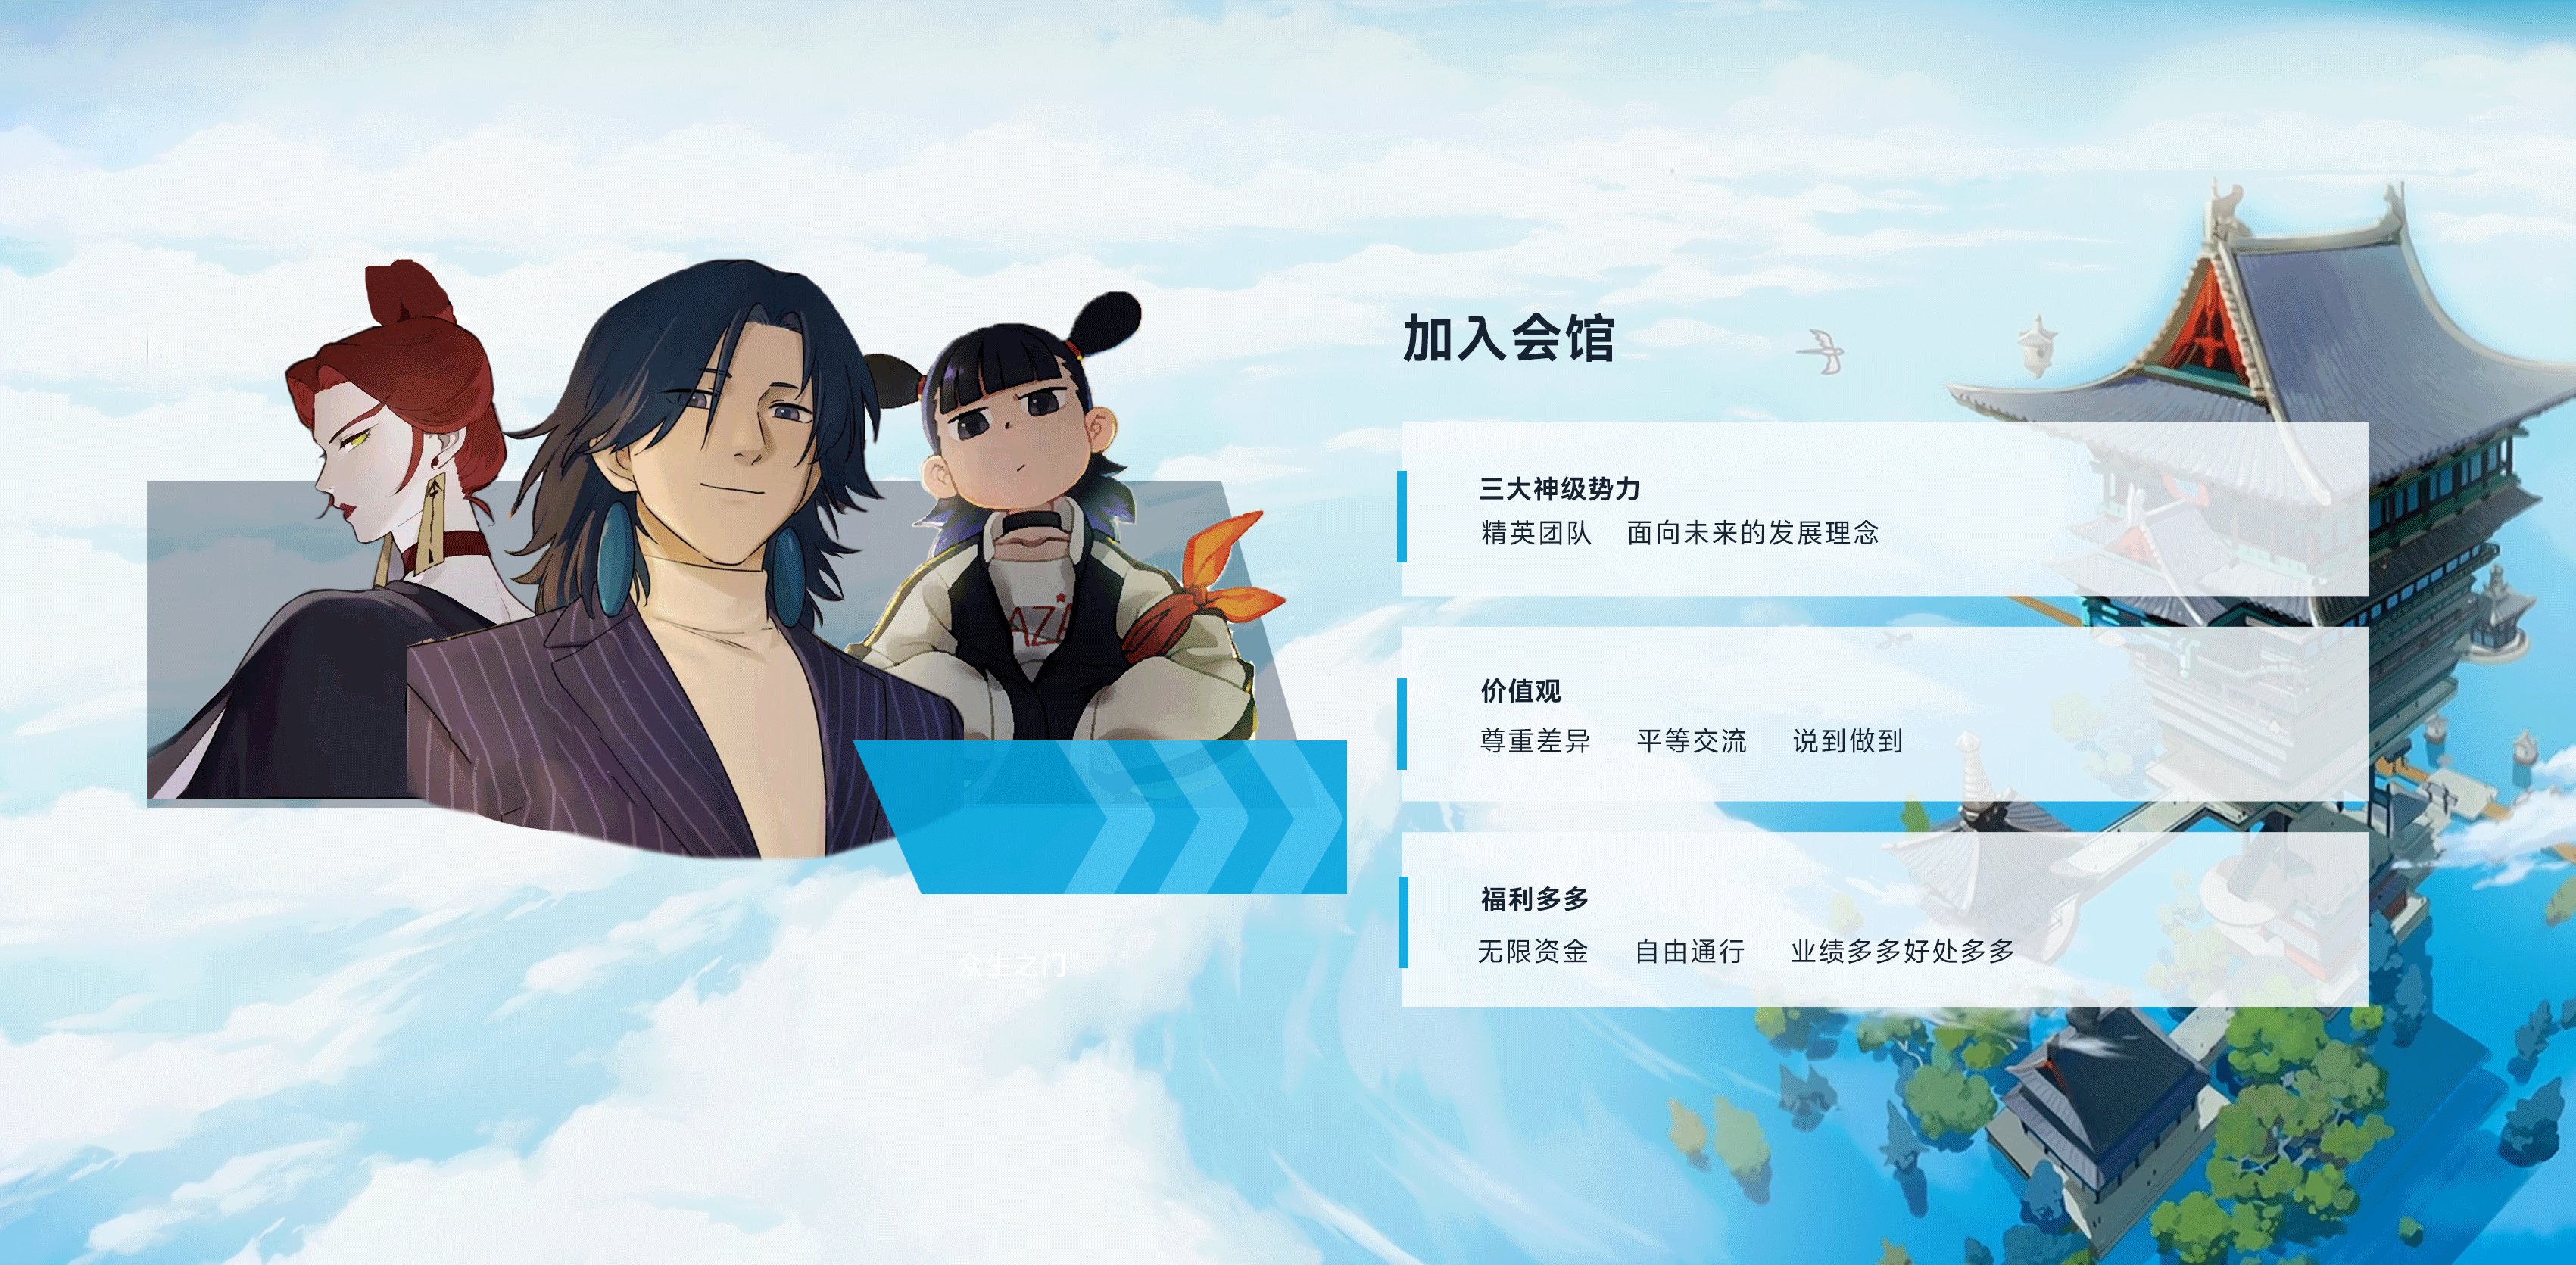 加入会馆
三大神级势力
精英团队 面向未来的发展理念
价值观
尊重差异 平等交流 说到做到
福利多多
无限资金 自由通行 业绩多多好处多多
众生之门